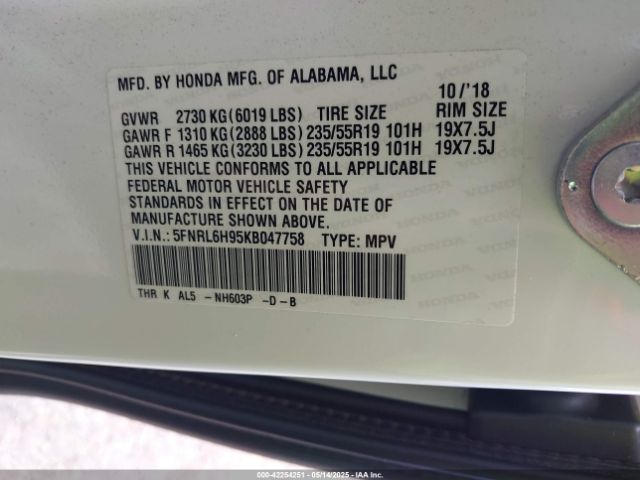 MFD. BY HONDA MFG. OF ALABAMA, LLC
10/'18
GVWR 2730 KG (6019 LBS) TIRE SIZE RIM SIZE
GAWR F 1310 KG (2888 LBS) 235/55R19 101H 19X7.5J
GAWR R 1465 KG (3230 LBS) 235/55R19 101H 19X7.5J
THIS VEHICLE CONFORMS TO ALL APPLICABLE
FEDERAL MOTOR VEHICLE SAFETY
STANDARDS IN EFFECT ON THE DATE OF
MANUFACTURE SHOWN ABOVE.
V.I.N.: 5FNRL6H95KB047758 TYPE: MPV
THR K AL5 -NH603P -D-B
000-42254251 - 05/14/2025 - IAAI.com